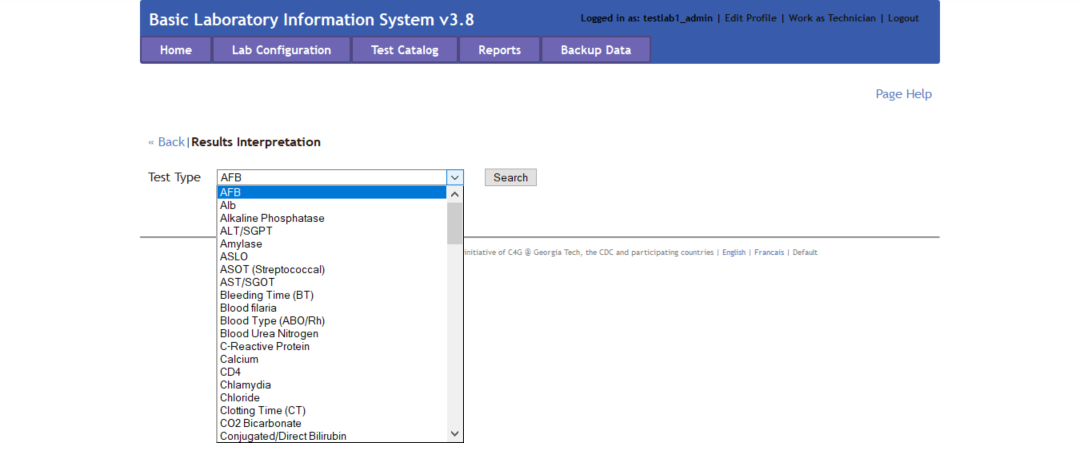 Basic Laboratory Information System v3.8
Logged in as: testlab1_admin | Edit Profile | Work as Technician | Logout
Home Lab Configuration Test Catalog Reports Backup Data
Page Help
« Back|Results Interpretation
Test Type AFB Search
AFB
Alb
Alkaline Phosphatase
ALT/SGPT
Amylase
initiative of C4G @ Georgia Tech, the CDC and participating countries | English | Francais | Default
ASLO
ASOT (Streptococcal)
AST/SGOT
Bleeding Time (BT)
Blood filaria
Blood Type (ABO/Rh)
Blood Urea Nitrogen
C-Reactive Protein
Calcium
CD4
Chlamydia
Chloride
Clotting Time (CT)
CO2 Bicarbonate
Conjugated/Direct Bilirubin